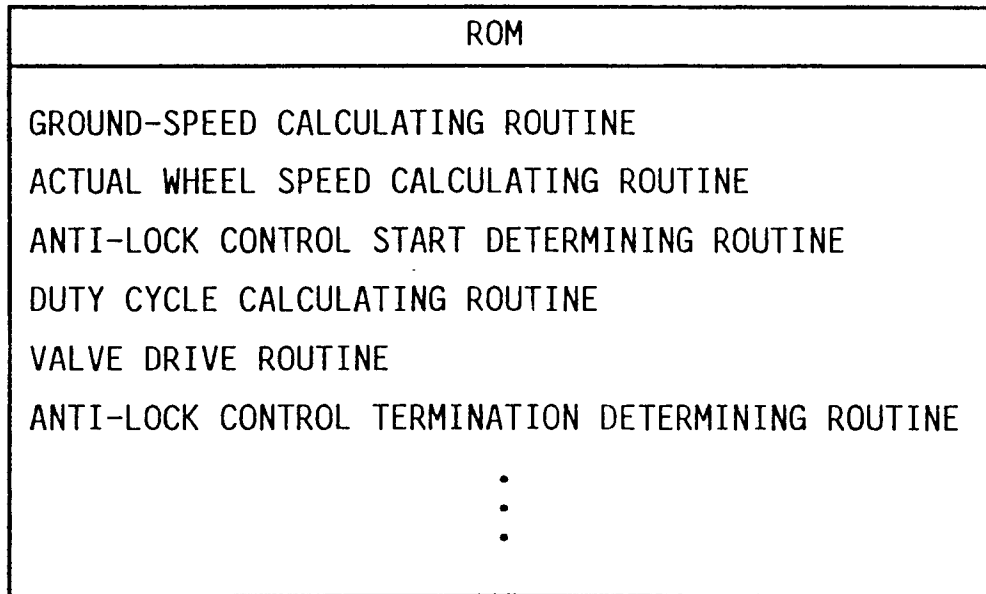 ROM
GROUND-SPEED CALCULATING ROUTINE
ACTUAL WHEEL SPEED CALCULATING ROUTINE
ANTI-LOCK CONTROL START DETERMINING ROUTINE
DUTY CYCLE CALCULATING ROUTINE
VALVE DRIVE ROUTINE
ANTI-LOCK CONTROL TERMINATION DETERMINING ROUTINE